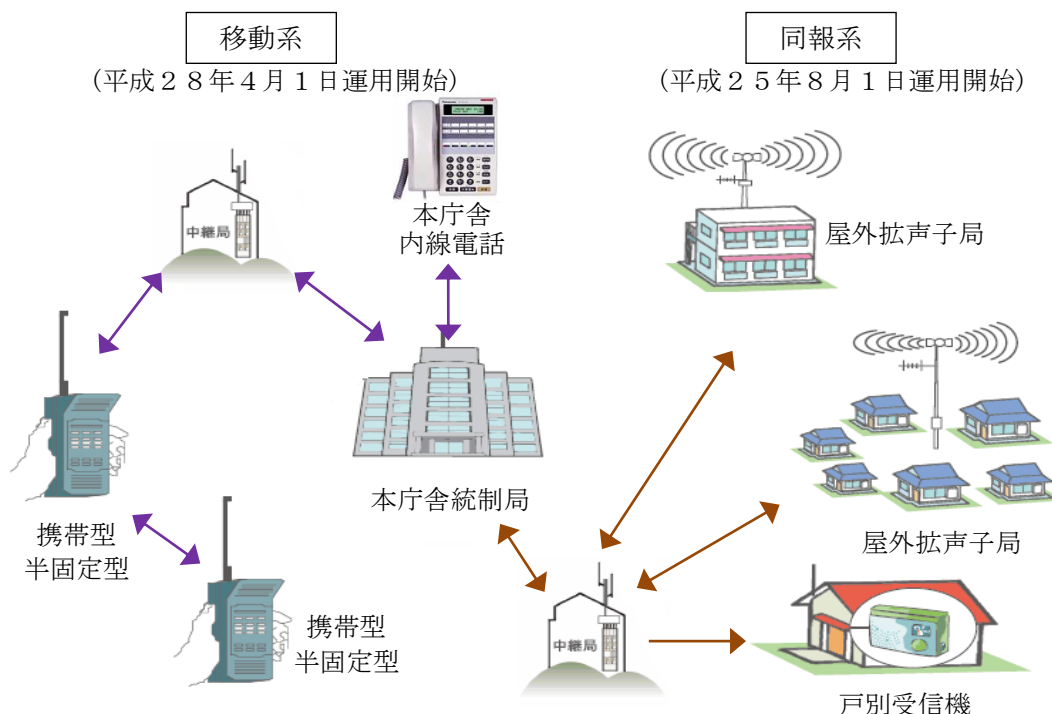 移動系
(平成２８年４月１日運用開始)
同報系
(平成２５年８月１日運用開始)
中継局
本庁舎
内線電話
屋外拡声子局
本庁舎統制局
携帯型
半固定型
屋外拡声子局
携帯型
半固定型
中継局
戸別受信機